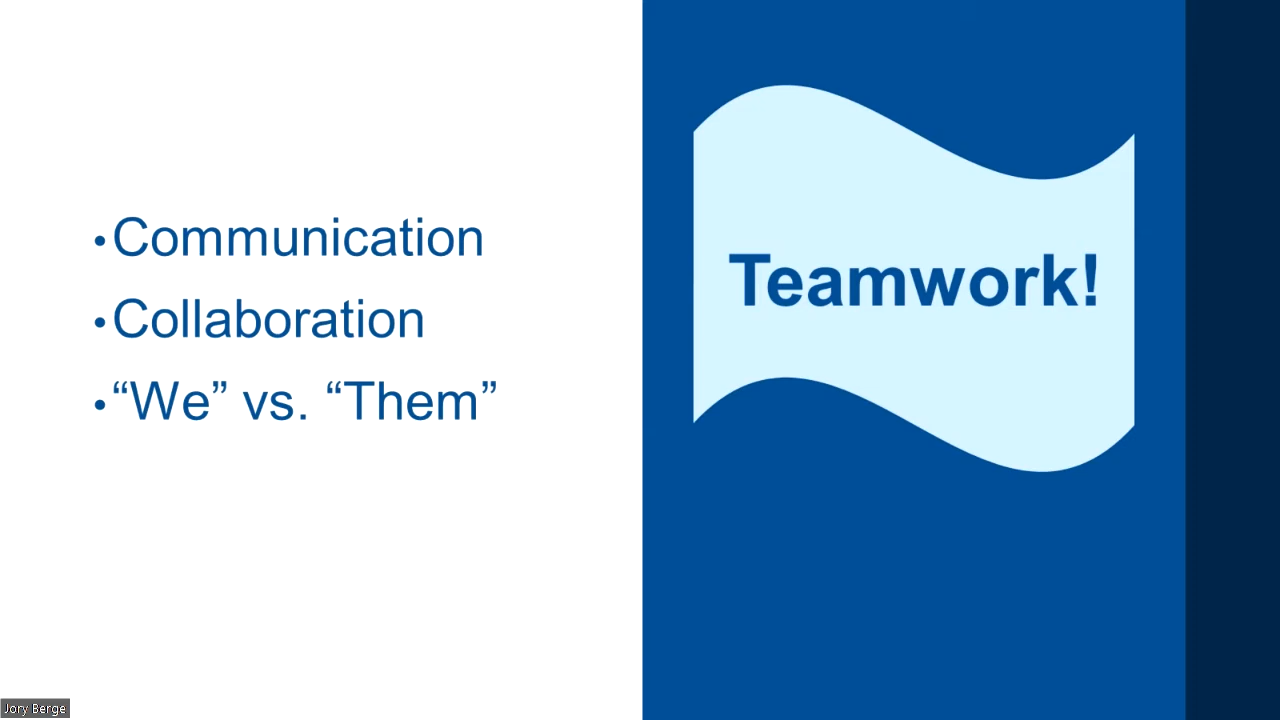 •Communication
•Collaboration
•“We” vs. “Them”
Teamwork!
Jory Berge